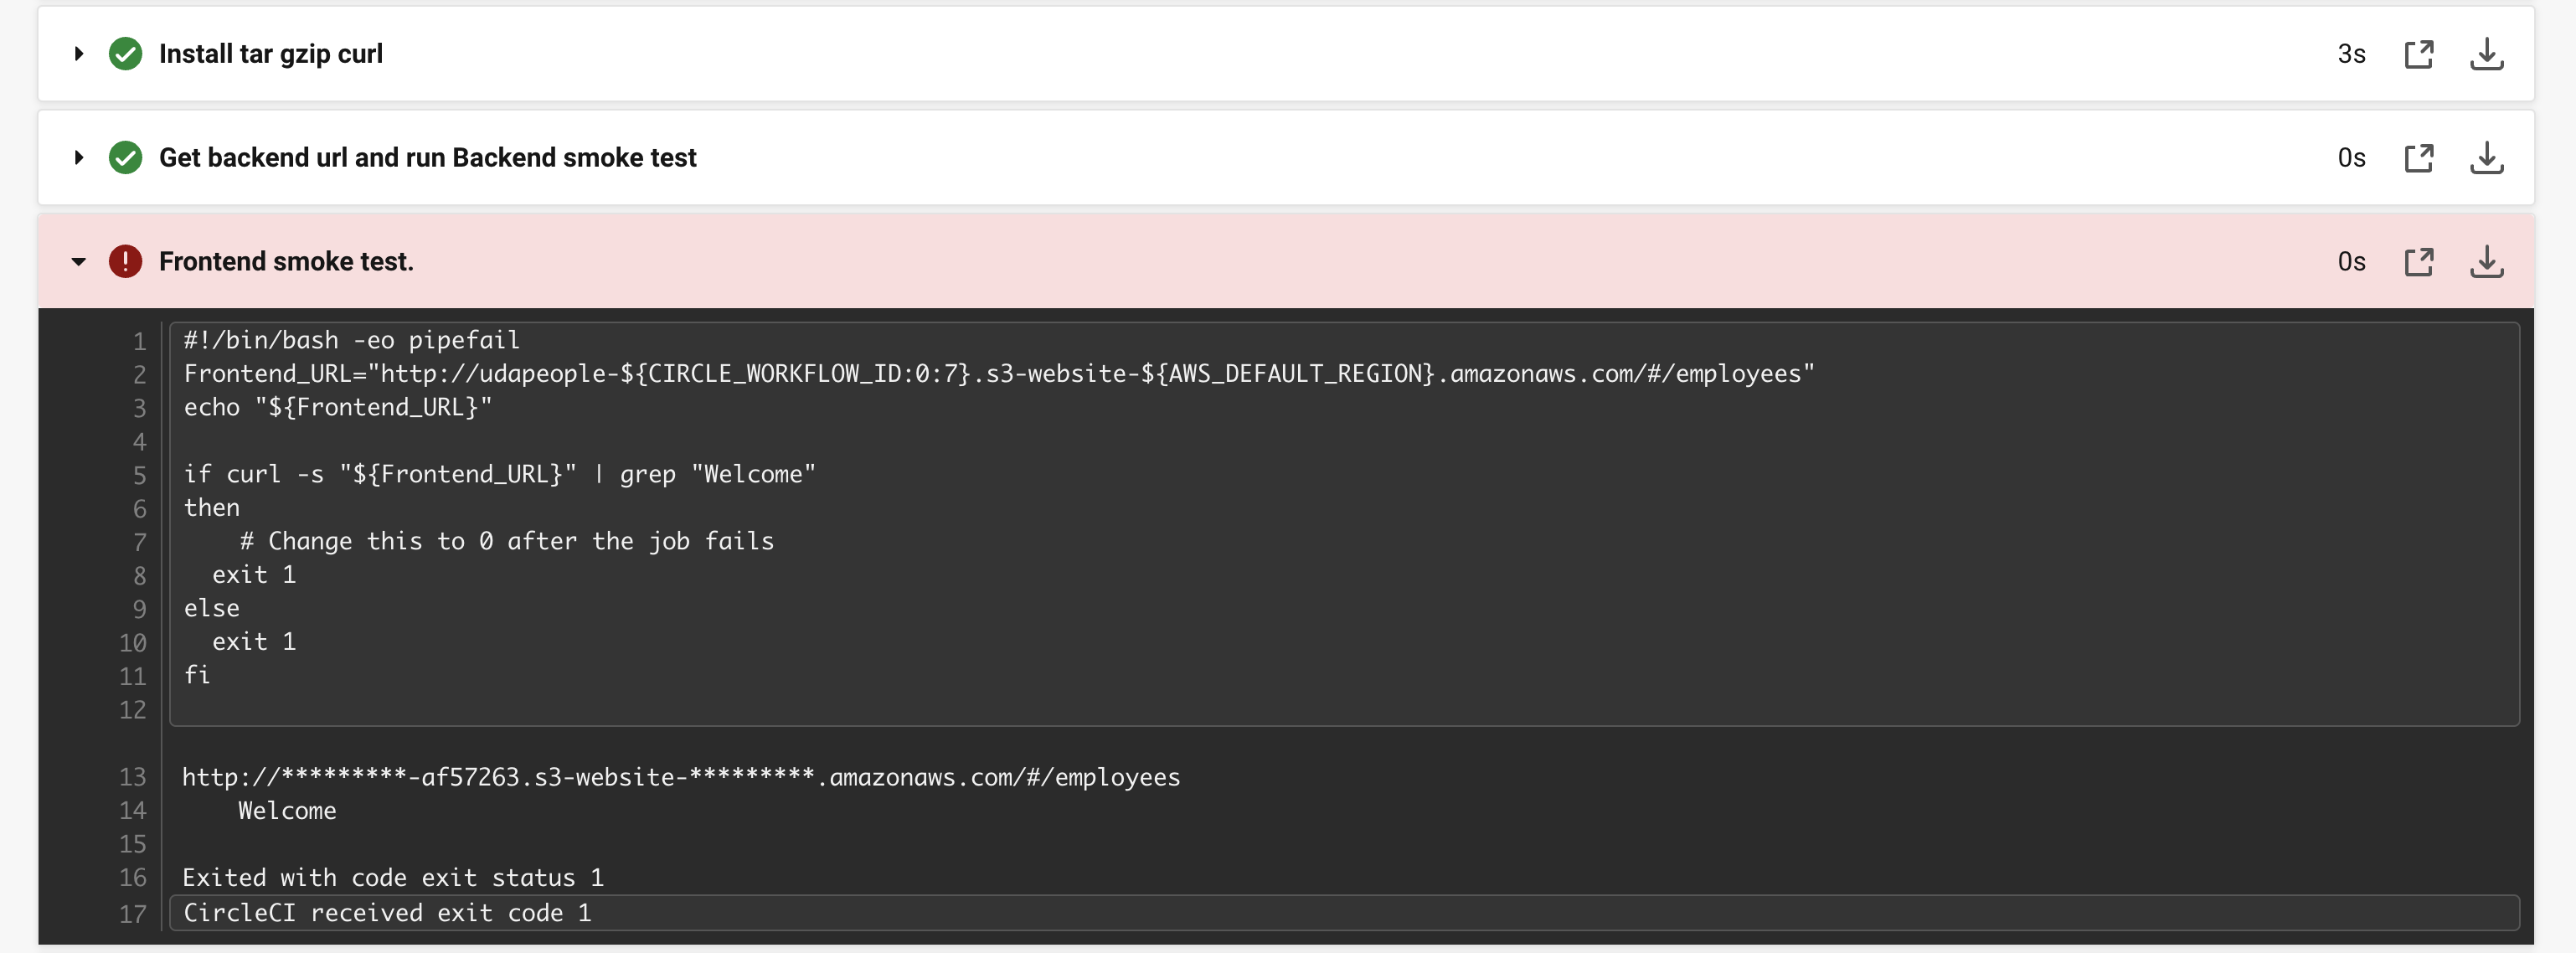 Install tar gzip curl 3s
Get backend url and run Backend smoke test 0s
Frontend smoke test. 0s
1 #!/bin/bash -eo pipefail
2 Frontend_URL="http://udapeople-${CIRCLE_WORKFLOW_ID:0:7}.s3-website-${AWS_DEFAULT_REGION}.amazonaws.com/#/employees"
3 echo "${Frontend_URL}"
4
5 if curl -s "${Frontend_URL}" | grep "Welcome"
6 then
7     # Change this to 0 after the job fails
8   exit 1
9 else
10   exit 1
11 fi
12
13 http://*********-af57263.s3-website-*********.amazonaws.com/#/employees
14     Welcome
15
16 Exited with code exit status 1
17 CircleCI received exit code 1